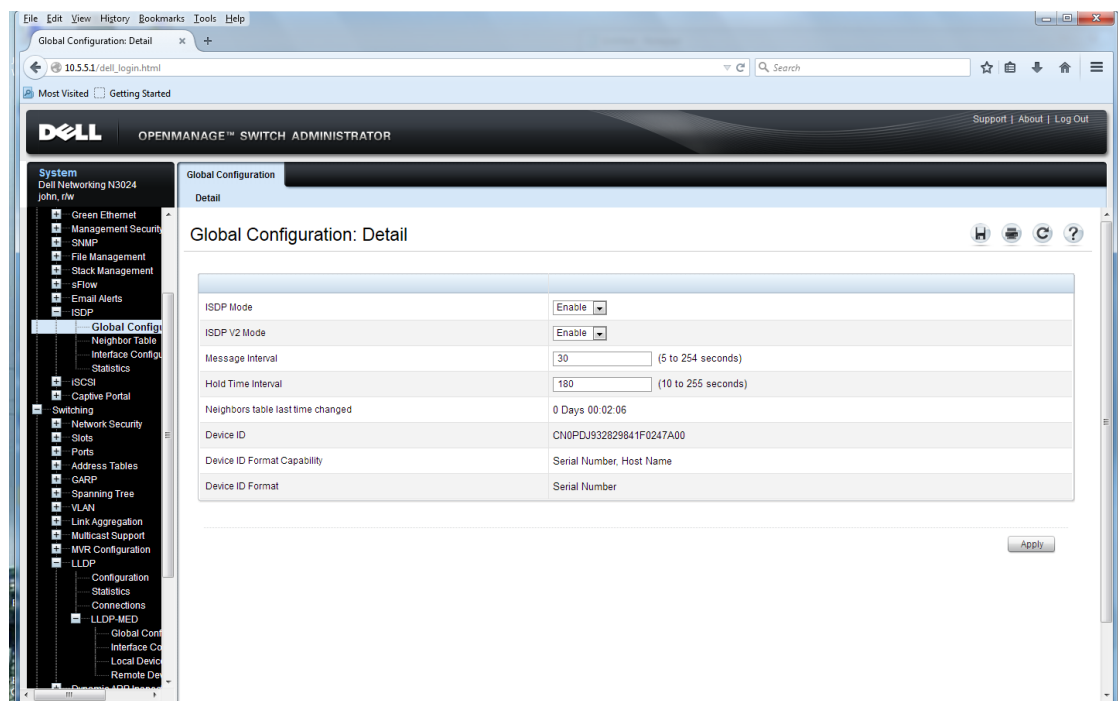 File Edit View History Bookmarks Tools Help
Global Configuration: Detail
10.5.5.1/dell_login.html
Search
Most Visited Getting Started
DELL OPENMANAGE™ SWITCH ADMINISTRATOR
Support | About | Log Out
System
Dell Networking N3024
john, r/w
Global Configuration
Detail
Green Ethernet
Management Security
SNMP
File Management
Stack Management
sFlow
Email Alerts
ISDP
Global Configu
Neighbor Table
Interface Configu
Statistics
iSCSI
Captive Portal
Switching
Network Security
Slots
Ports
Address Tables
GARP
Spanning Tree
VLAN
Link Aggregation
Multicast Support
MVR Configuration
LLDP
Configuration
Statistics
Connections
LLDP-MED
Global Conf
Interface Co
Local Devic
Remote Dev
Global Configuration: Detail
ISDP Mode Enable
ISDP V2 Mode Enable
Message Interval 30 (5 to 254 seconds)
Hold Time Interval 180 (10 to 255 seconds)
Neighbors table last time changed 0 Days 00:02:06
Device ID CN0PDJ932829841F0247A00
Device ID Format Capability Serial Number, Host Name
Device ID Format Serial Number
Apply